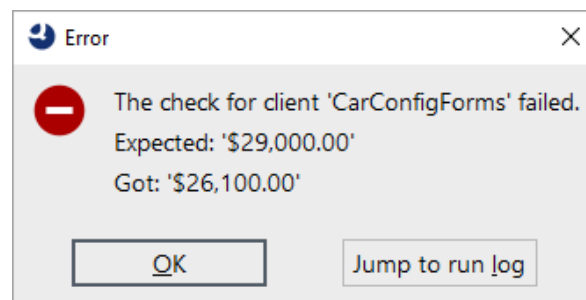 Error
The check for client 'CarConfigForms' failed.
Expected: '$29,000.00'
Got: '$26,100.00'
OK
Jump to run log